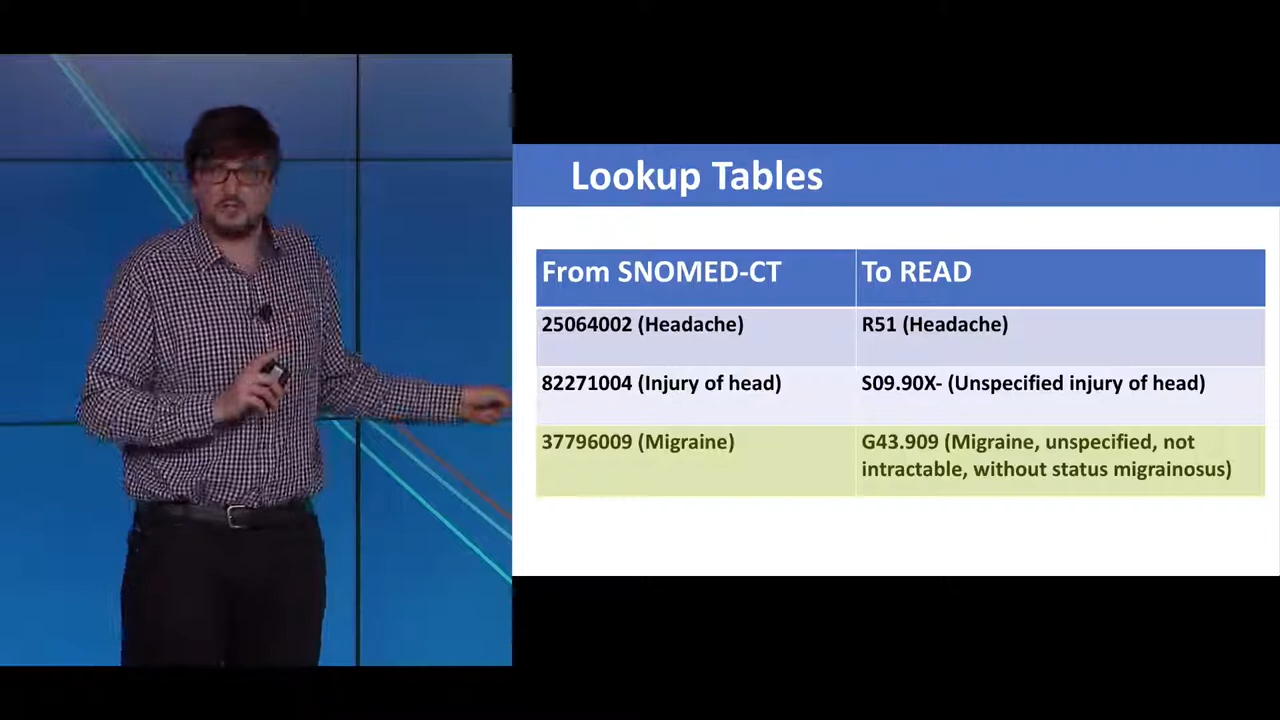 Lookup Tables
From SNOMED-CT
To READ
25064002 (Headache)
R51 (Headache)
82271004 (Injury of head)
S09.90X- (Unspecified injury of head)
37796009 (Migraine)
G43.909 (Migraine, unspecified, not
intractable, without status migrainosus)